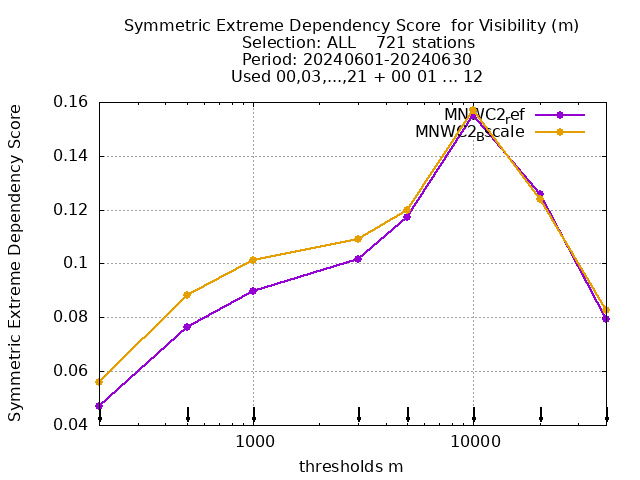 Symmetric Extreme Dependency Score  for Visibility (m)
Selection: ALL    721 stations
Period: 20240601-20240630
Used 00,03,...,21 + 00 01 ... 12
Symmetric Extreme Dependency Score
0.16
0.14
0.12
0.1
0.08
0.06
0.04
MNWC2ref
MNWC2Bscale
1000
10000
thresholds m